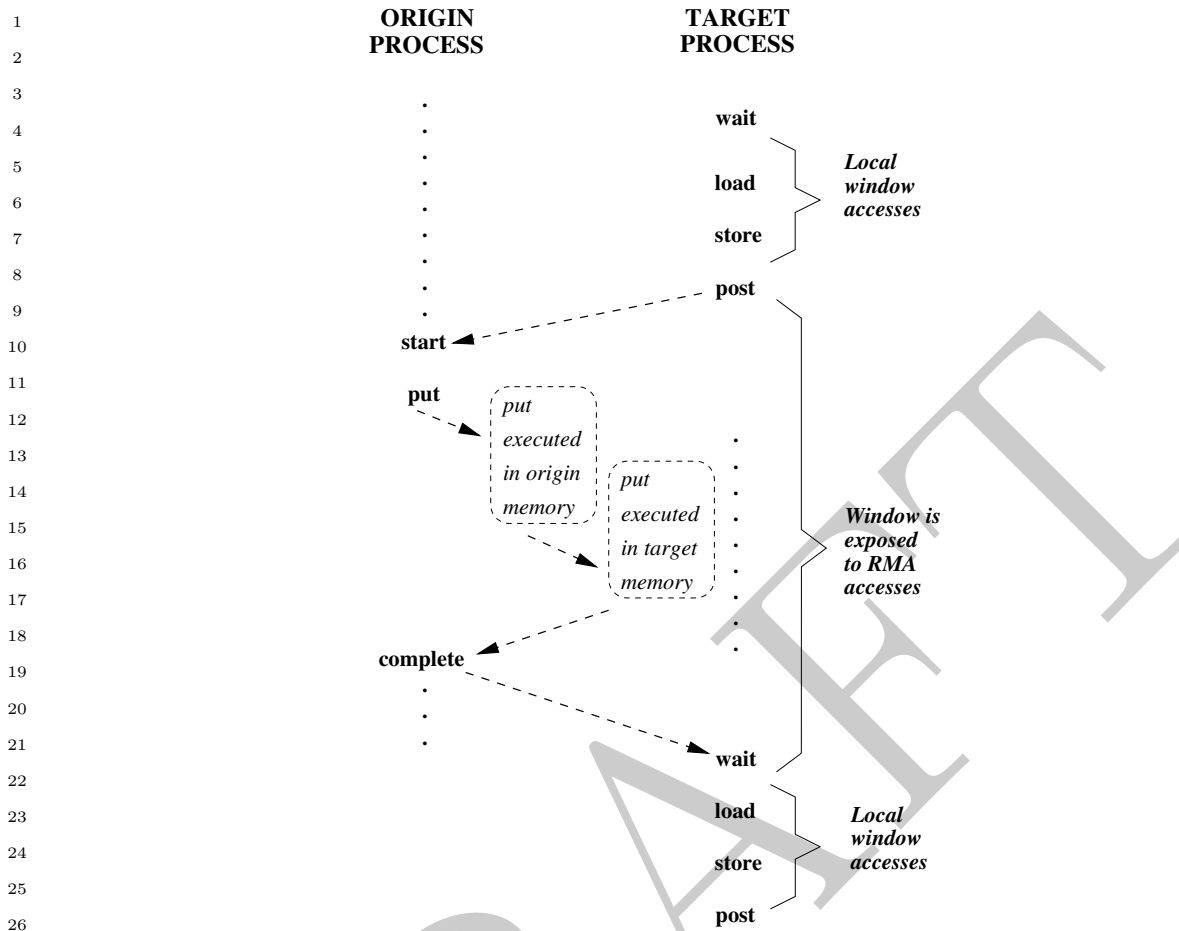 1 ORIGIN TARGET
2 PROCESS PROCESS
3
wait
4
5 Local
load window
6 accesses
7 store
8 post
9
10 start
11 put
12 put
executed
13 in origin put
14 memory executed
15 in target Window is
exposed
16 memory to RMA
accesses
17
18
complete
19
20
21 wait
22
23 load Local
window
24 store accesses
25
26 post
DRAFT